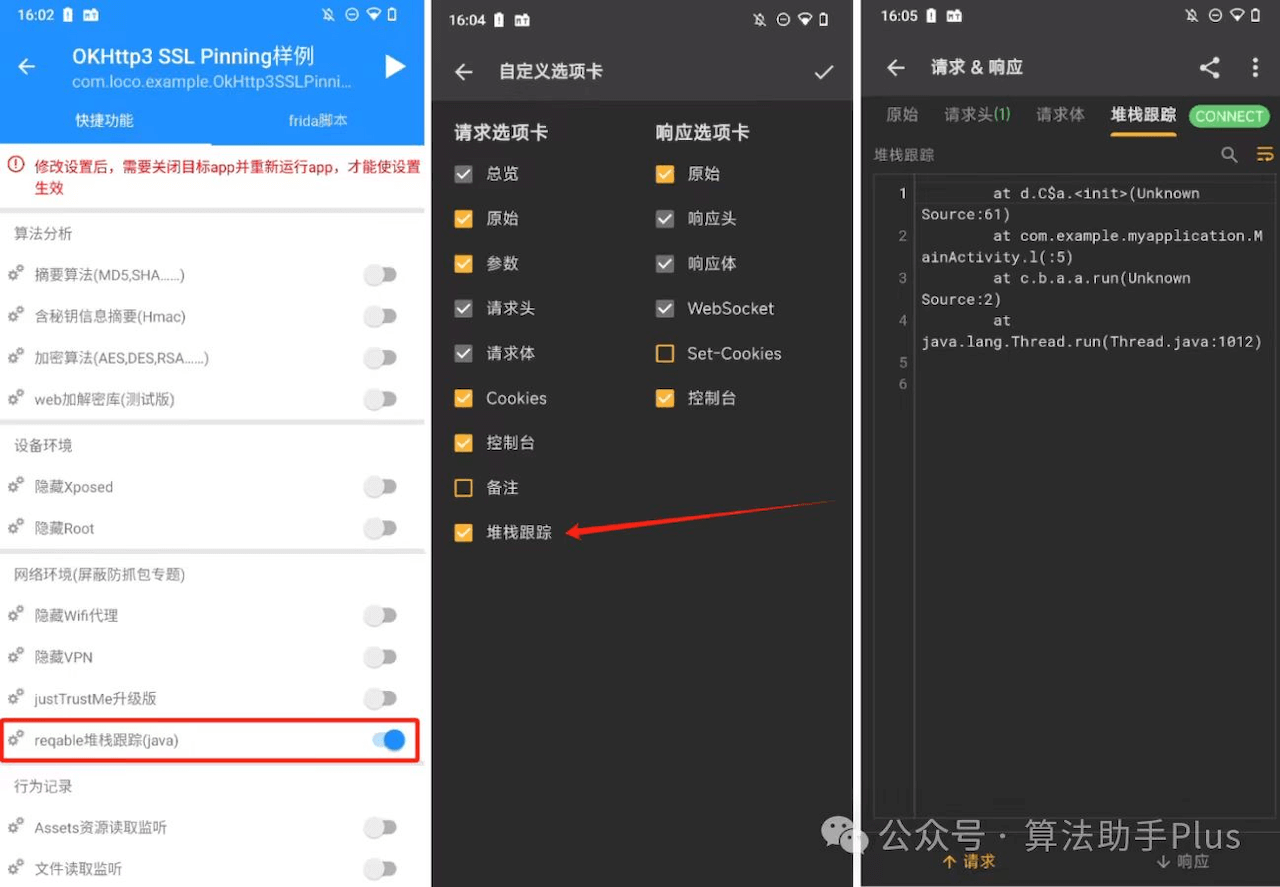 16:02
OKHttp3 SSL Pinning样例
com.loco.example.OkHttp3SSLPinni...
快捷功能
frida脚本
修改设置后，需要关闭目标app并重新运行app，才能使设置
生效
算法分析
摘要算法(MD5,SHA......)
含秘钥信息摘要(Hmac)
加密算法(AES,DES,RSA......)
web加解密库(测试版)
设备环境
隐藏Xposed
隐藏Root
网络环境(屏蔽防抓包专题)
隐藏Wifi代理
隐藏VPN
justTrustMe升级版
reqable堆栈跟踪(java)
行为记录
Assets资源读取监听
文件读取监听
16:04
自定义选项卡
请求选项卡
总览
原始
参数
请求头
请求体
Cookies
控制台
备注
堆栈跟踪
响应选项卡
原始
响应头
响应体
WebSocket
Set-Cookies
控制台
16:05
请求 & 响应
原始 请求头(1) 请求体 堆栈跟踪 CONNECT
堆栈跟踪
1 at d.C$a.<init>(Unknown
Source:61)
2 at com.example.myapplication.M
ainActivity.l(:5)
3 at c.b.a.a.run(Unknown
Source:2)
4 at
java.lang.Thread.run(Thread.java:1012)
5
6
公众号 · 算法助手Plus
请求
响应